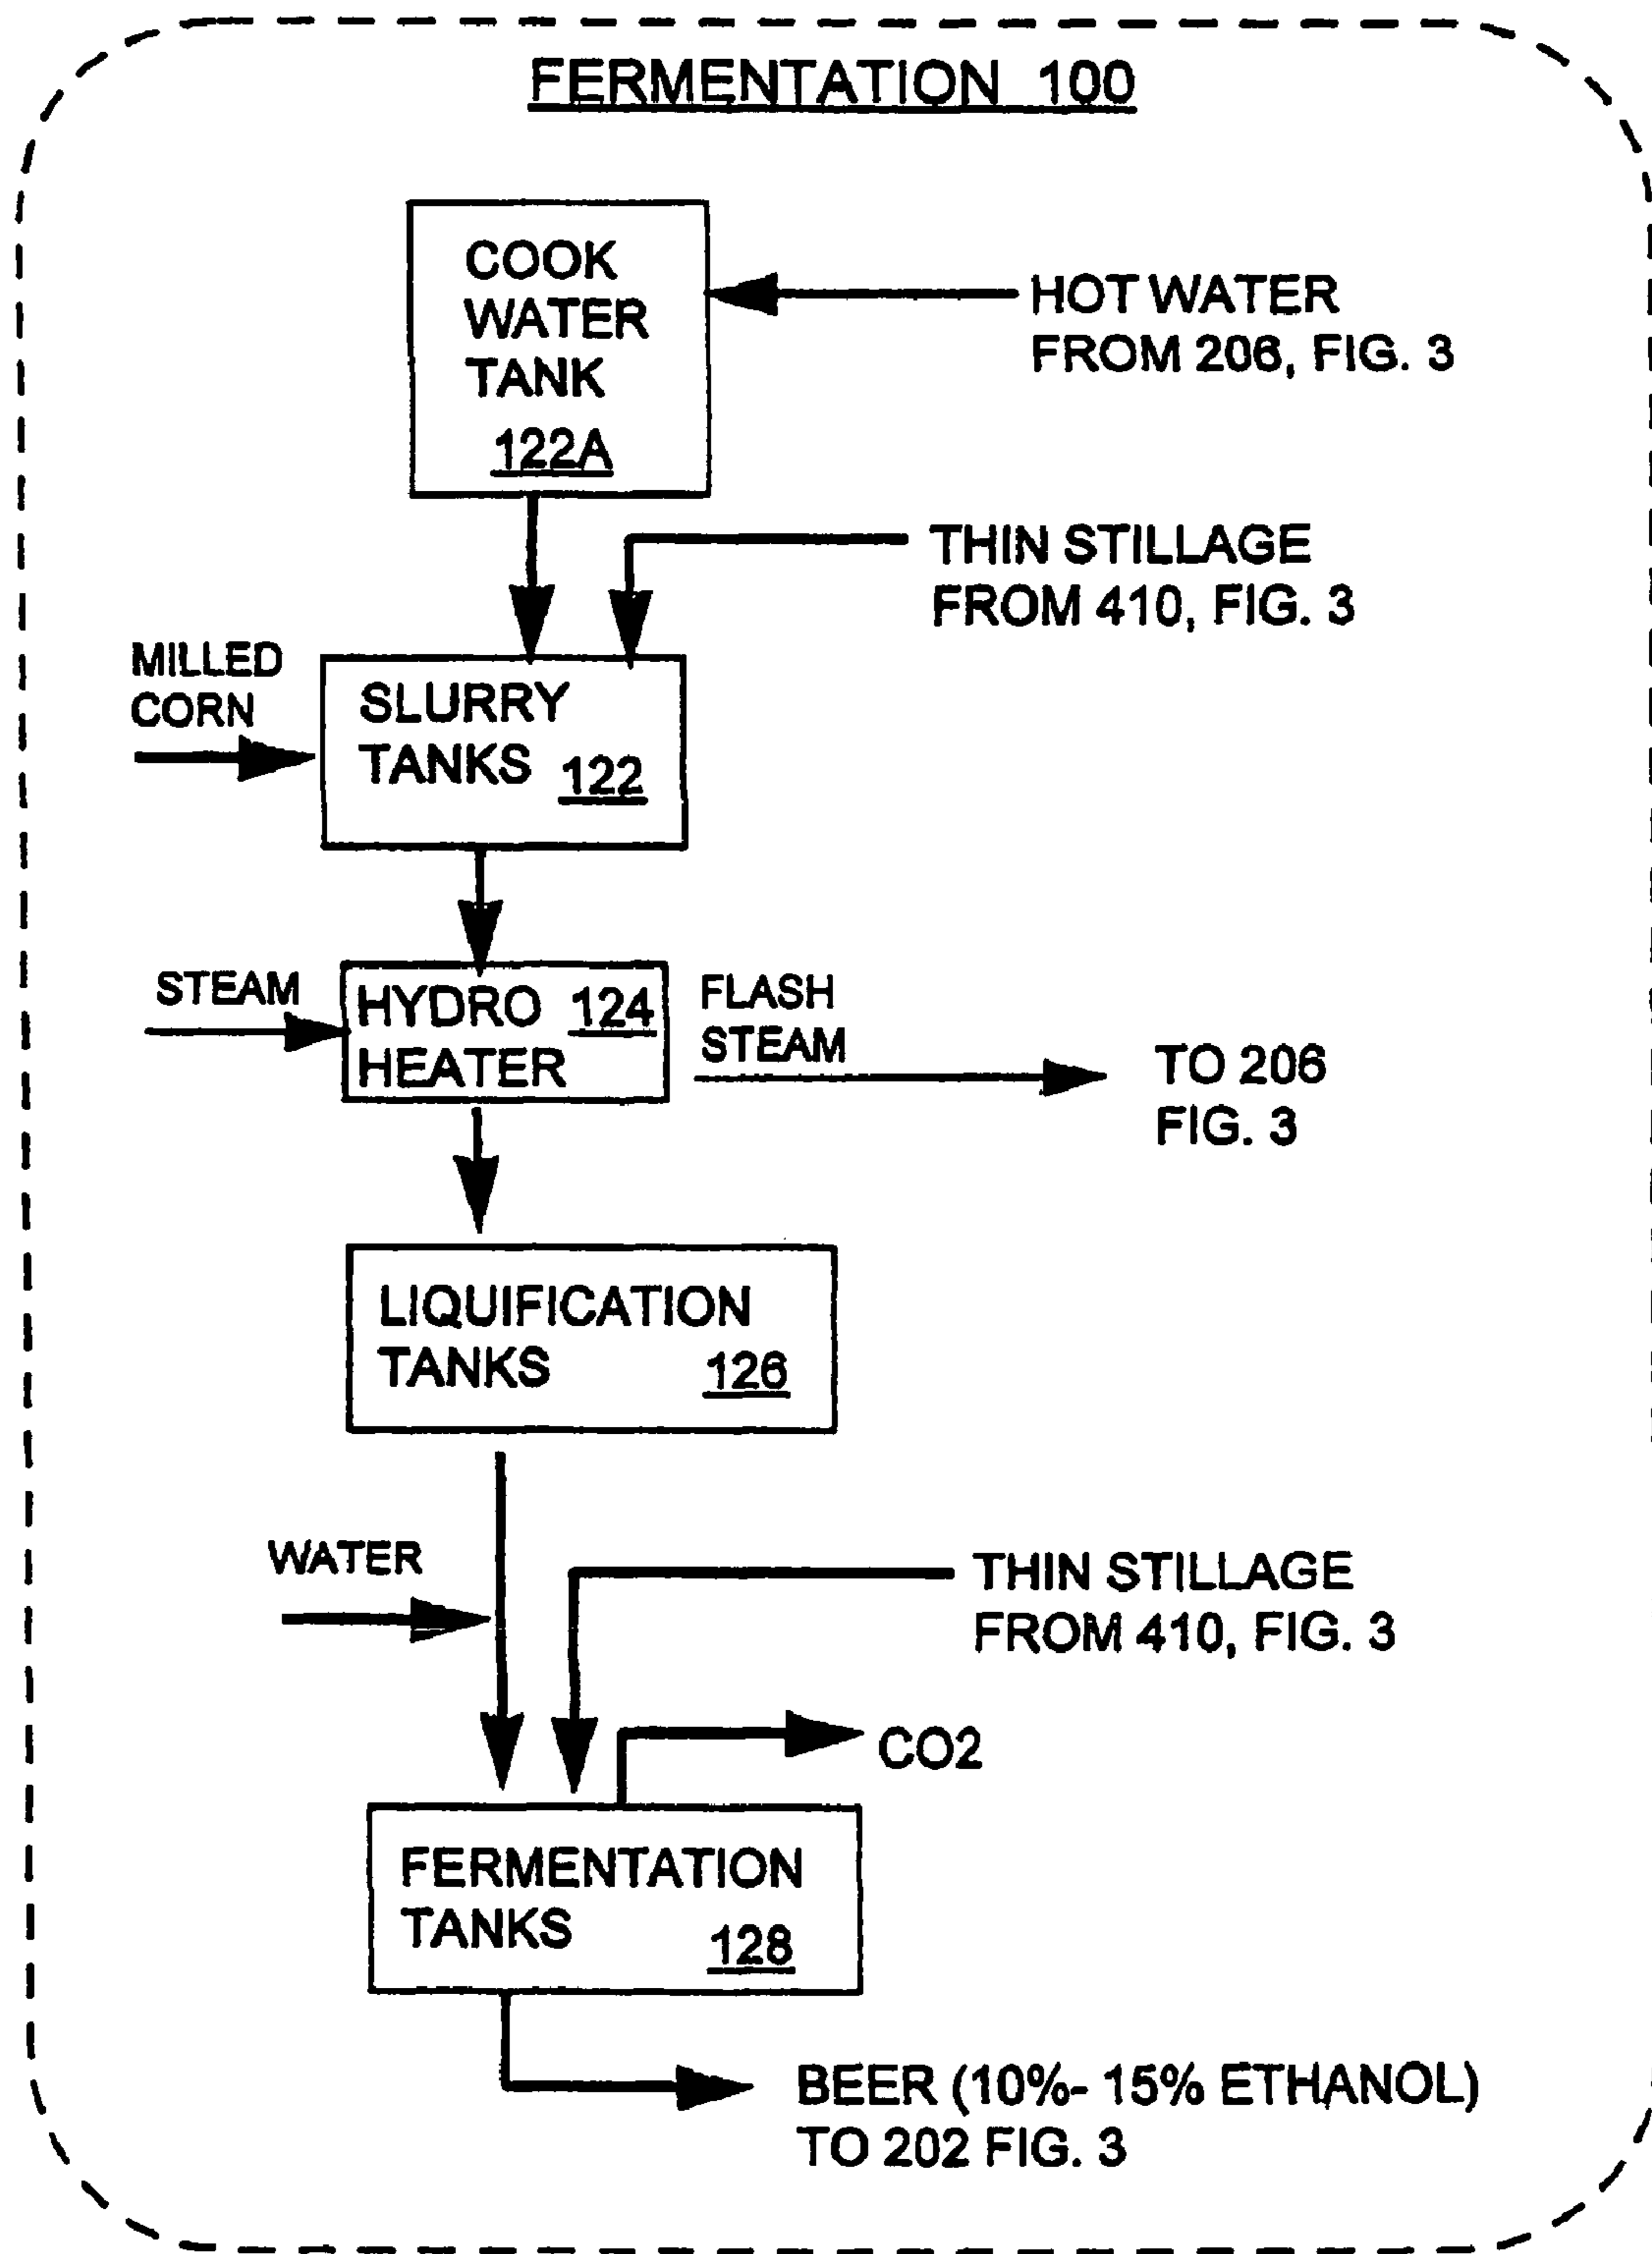 FERMENTATION 100
COOK
WATER
TANK
122A
HOT WATER
FROM 206, FIG. 3
THIN STILLAGE
FROM 410, FIG. 3
MILLED
CORN
SLURRY
TANKS 122
STEAM
HYDRO 124
HEATER
FLASH
STEAM
TO 206
FIG. 3
LIQUIFICATION
TANKS 126
WATER
THIN STILLAGE
FROM 410, FIG. 3
CO2
FERMENTATION
TANKS 128
BEER (10%- 15% ETHANOL)
TO 202 FIG. 3